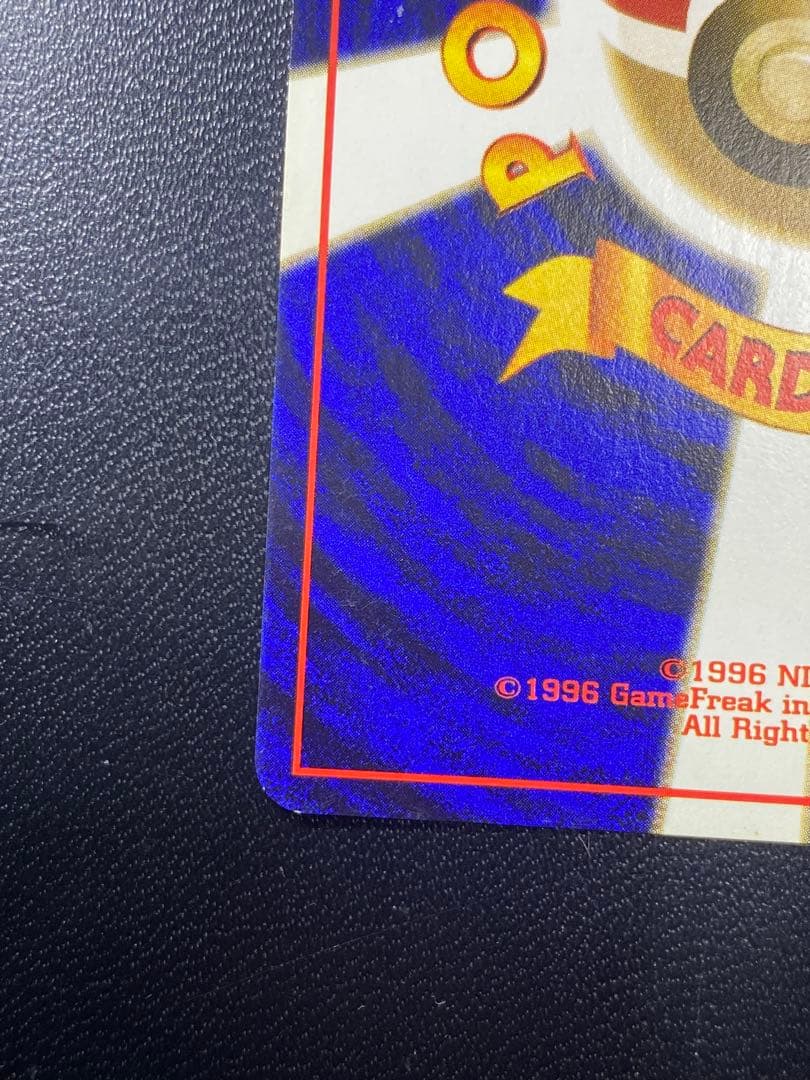 PO
CARD
©1996 NI
©1996 GameFreak in
All Right